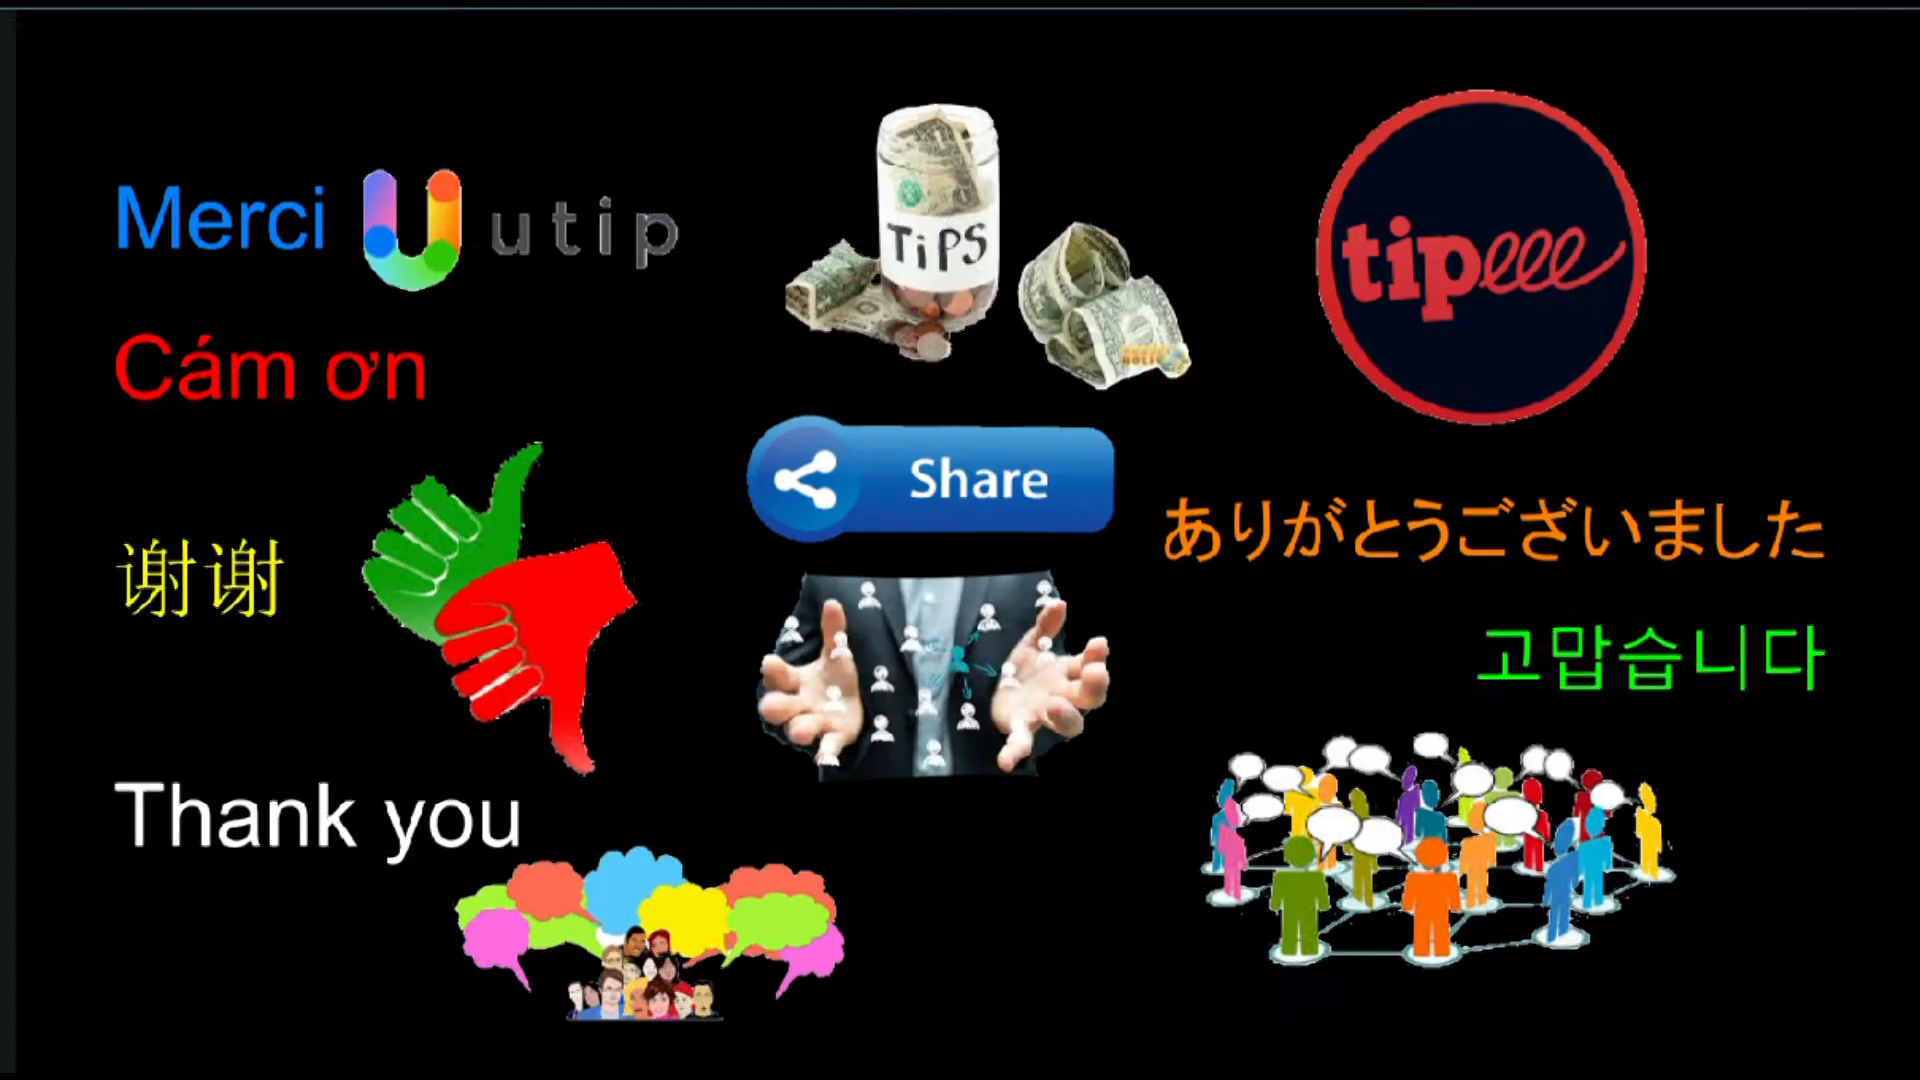 Merci
utip
TiPS
tipeee
Cám ơn
Share
ありがとうございました
谢谢
고맙습니다
Thank you